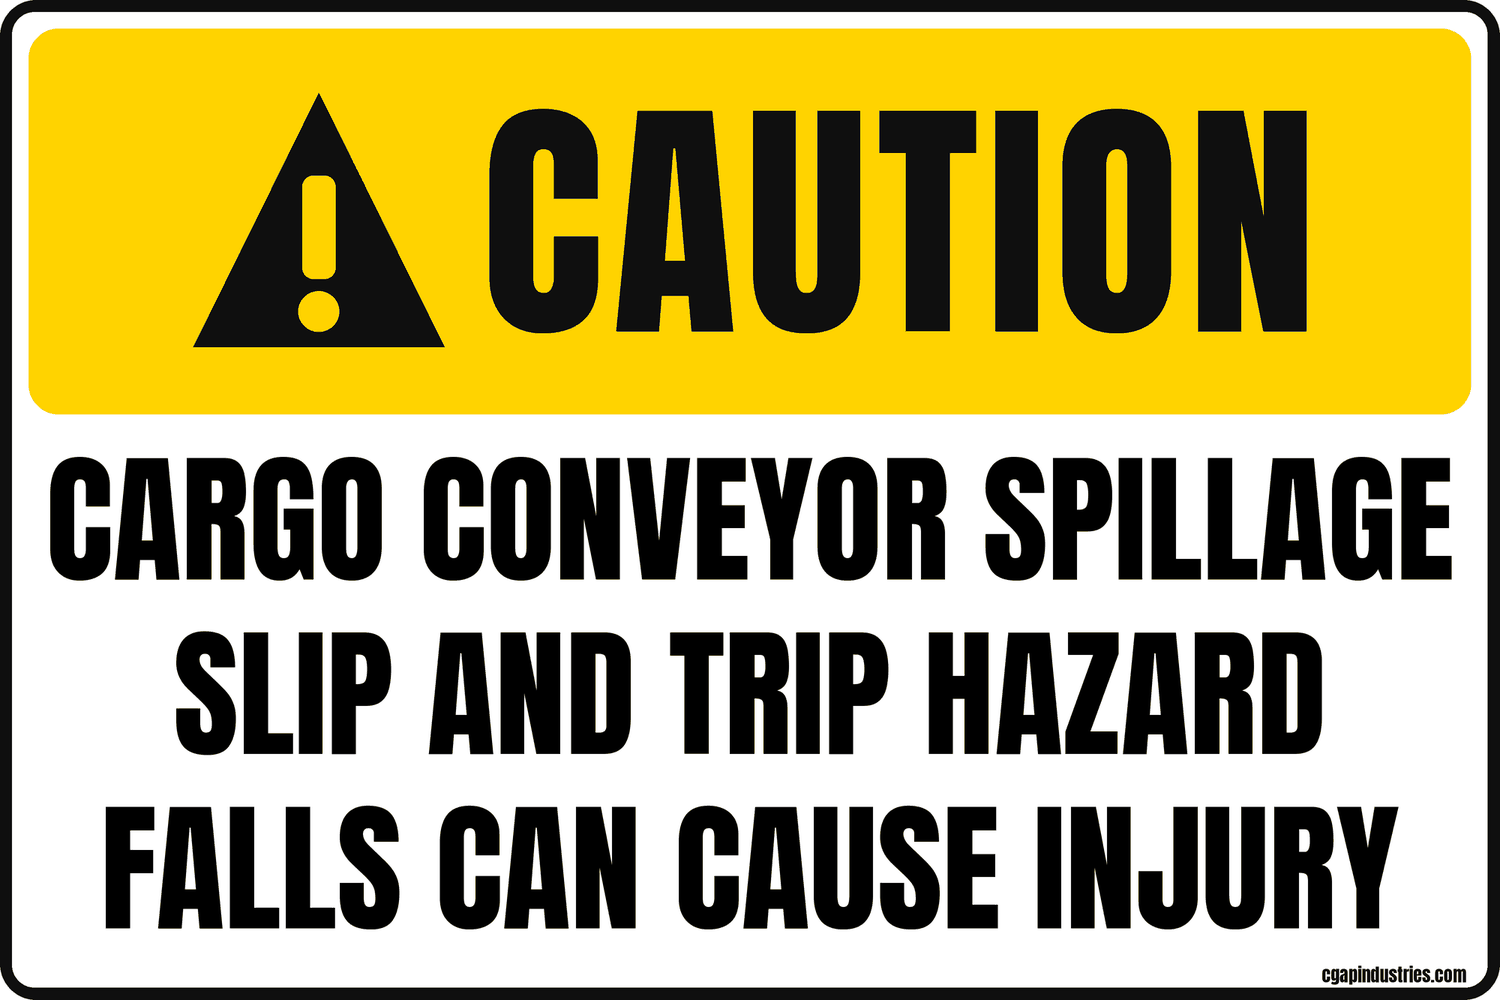 CAUTION
CARGO CONVEYOR SPILLAGE
SLIP AND TRIP HAZARD
FALLS CAN CAUSE INJURY
cgapindustries.com